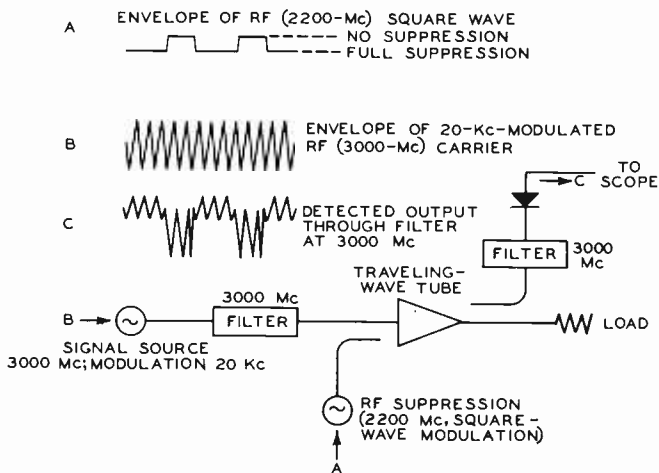 ENVELOPE OF RF (2200-MC) SQUARE WAVE
A
NO SUPPRESSION
FULL SUPPRESSION
B
ENVELOPE OF 20-KC-MODULATED
RF (3000-MC) CARRIER
C
DETECTED OUTPUT
THROUGH FILTER
AT 3000 MC
C
TO
SCOPE
FILTER
3000
MC
TRAVELING-
WAVE TUBE
B
3000 MC
FILTER
LOAD
SIGNAL SOURCE
3000 MC; MODULATION 20 KC
RF SUPPRESSION
(2200 MC, SQUARE-
WAVE MODULATION)
A